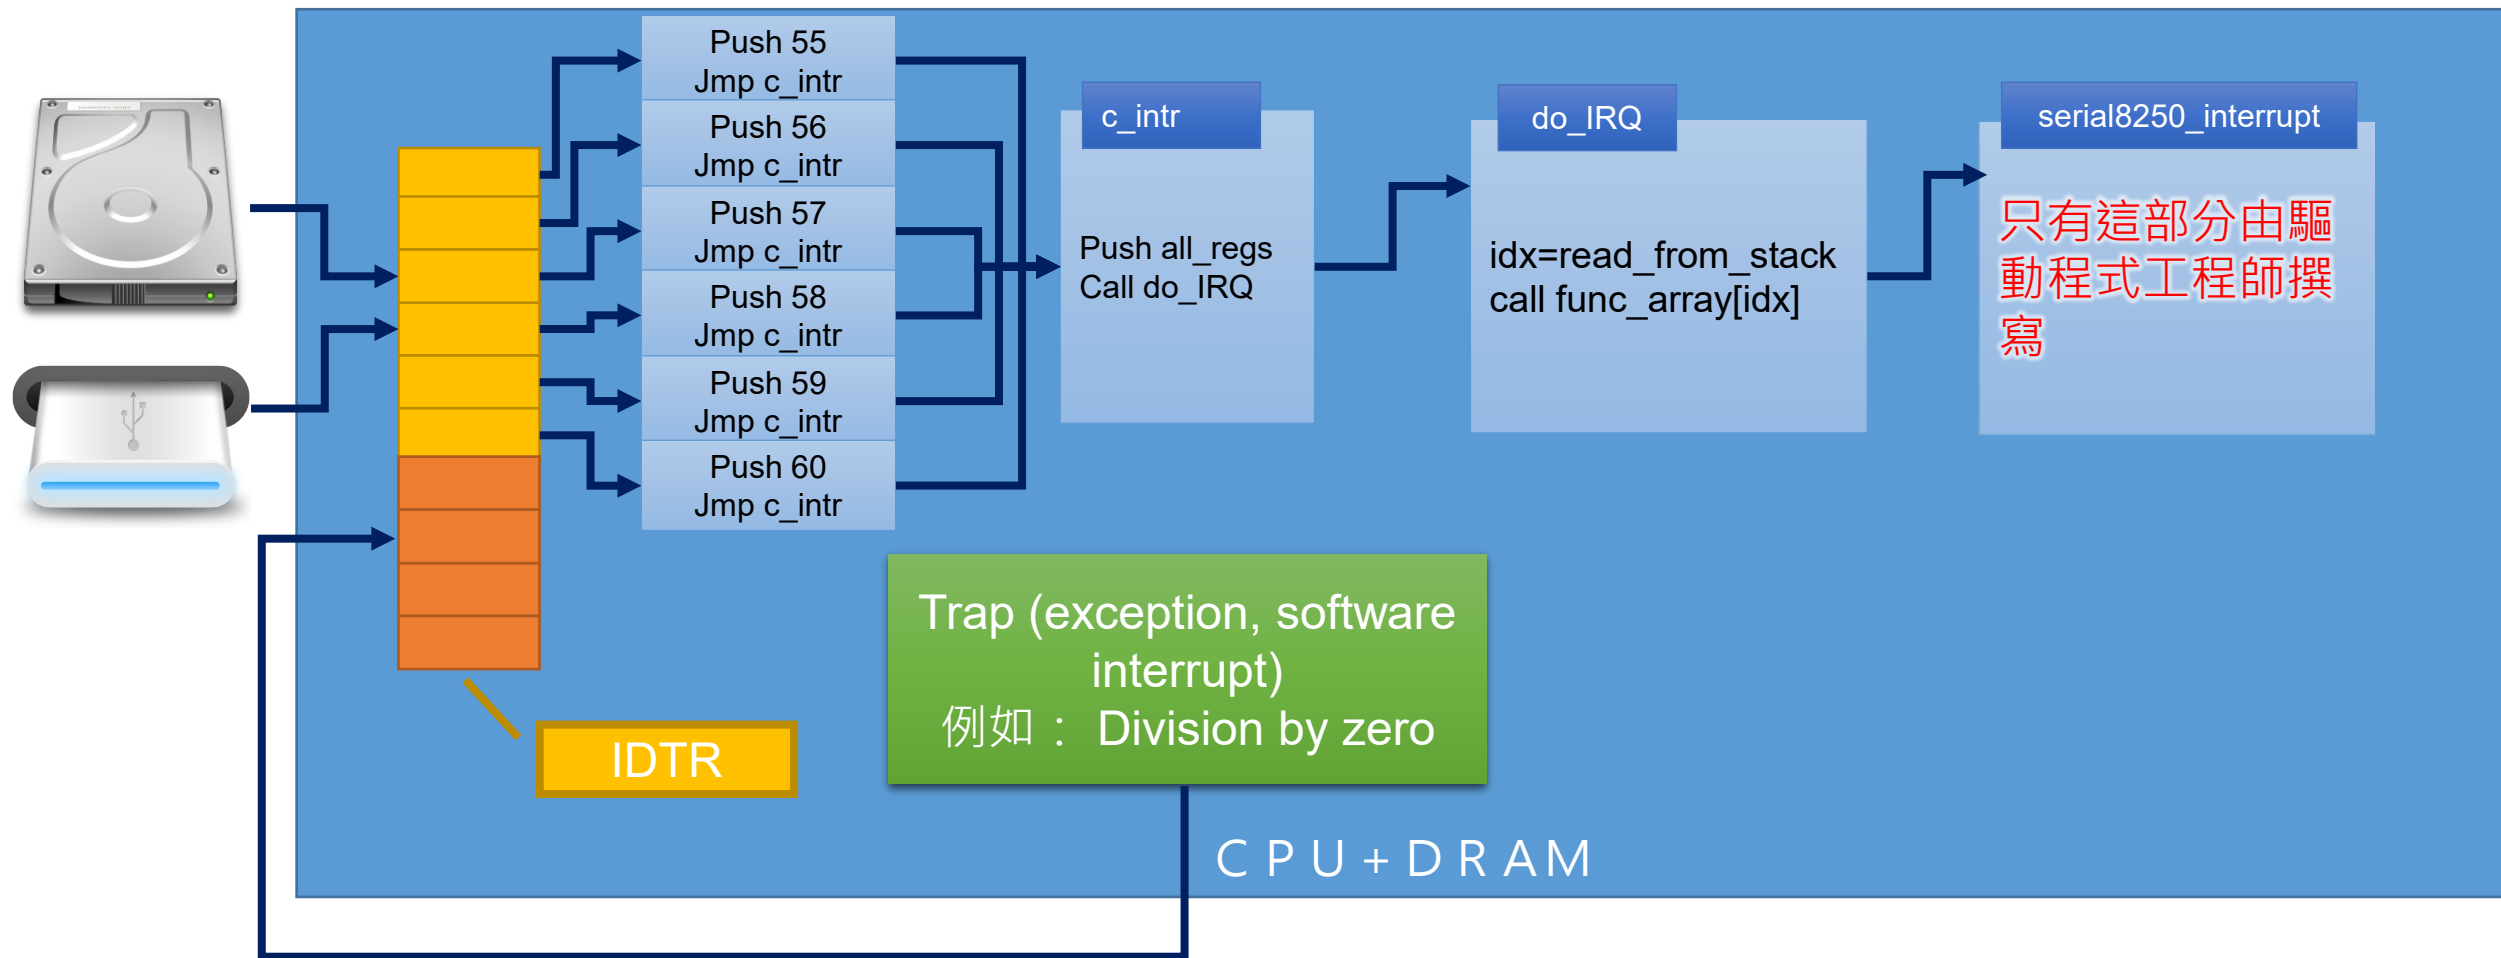 Push 55
Jmp c_intr
Push 56
Jmp c_intr
Push 57
Jmp c_intr
Push 58
Jmp c_intr
Push 59
Jmp c_intr
Push 60
Jmp c_intr
c_intr
Push all_regs
Call do_IRQ
do_IRQ
idx=read_from_stack
call func_array[idx]
serial8250_interrupt
只有這部分由驅
動程式工程師撰
寫
Trap (exception, software
interrupt)
例如： Division by zero
IDTR
ＣＰＵ+ＤＲＡＭ